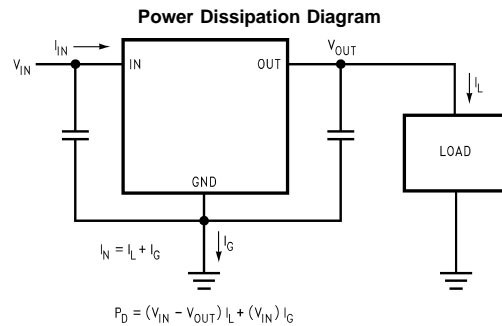 Power Dissipation Diagram
I_IN
V_IN
IN
OUT
V_OUT
I_L
LOAD
GND
I_G
I_N = I_L + I_G
P_D = (V_IN − V_OUT) I_L + (V_IN) I_G